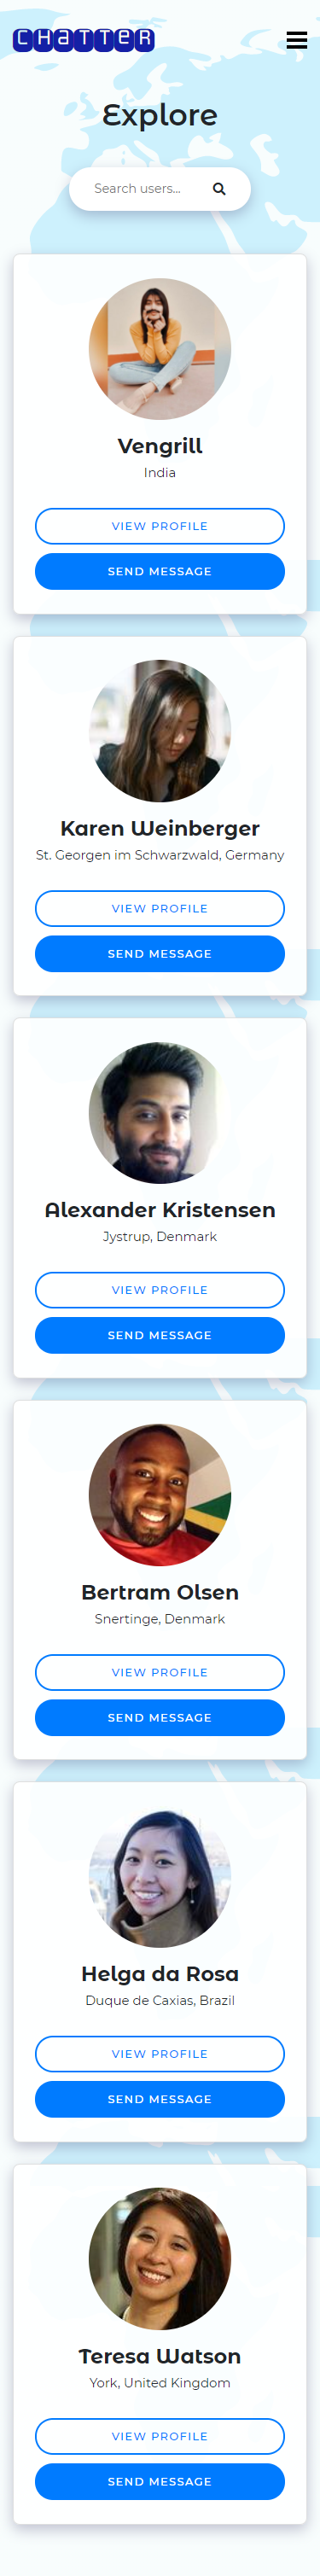 CHATTER
Explore
Search users...
Vengrill
India
VIEW PROFILE
SEND MESSAGE
Karen Weinberger
St. Georgen im Schwarzwald, Germany
VIEW PROFILE
SEND MESSAGE
Alexander Kristensen
Jystrup, Denmark
VIEW PROFILE
SEND MESSAGE
Bertram Olsen
Snertinge, Denmark
VIEW PROFILE
SEND MESSAGE
Helga da Rosa
Duque de Caxias, Brazil
VIEW PROFILE
SEND MESSAGE
Teresa Watson
York, United Kingdom
VIEW PROFILE
SEND MESSAGE